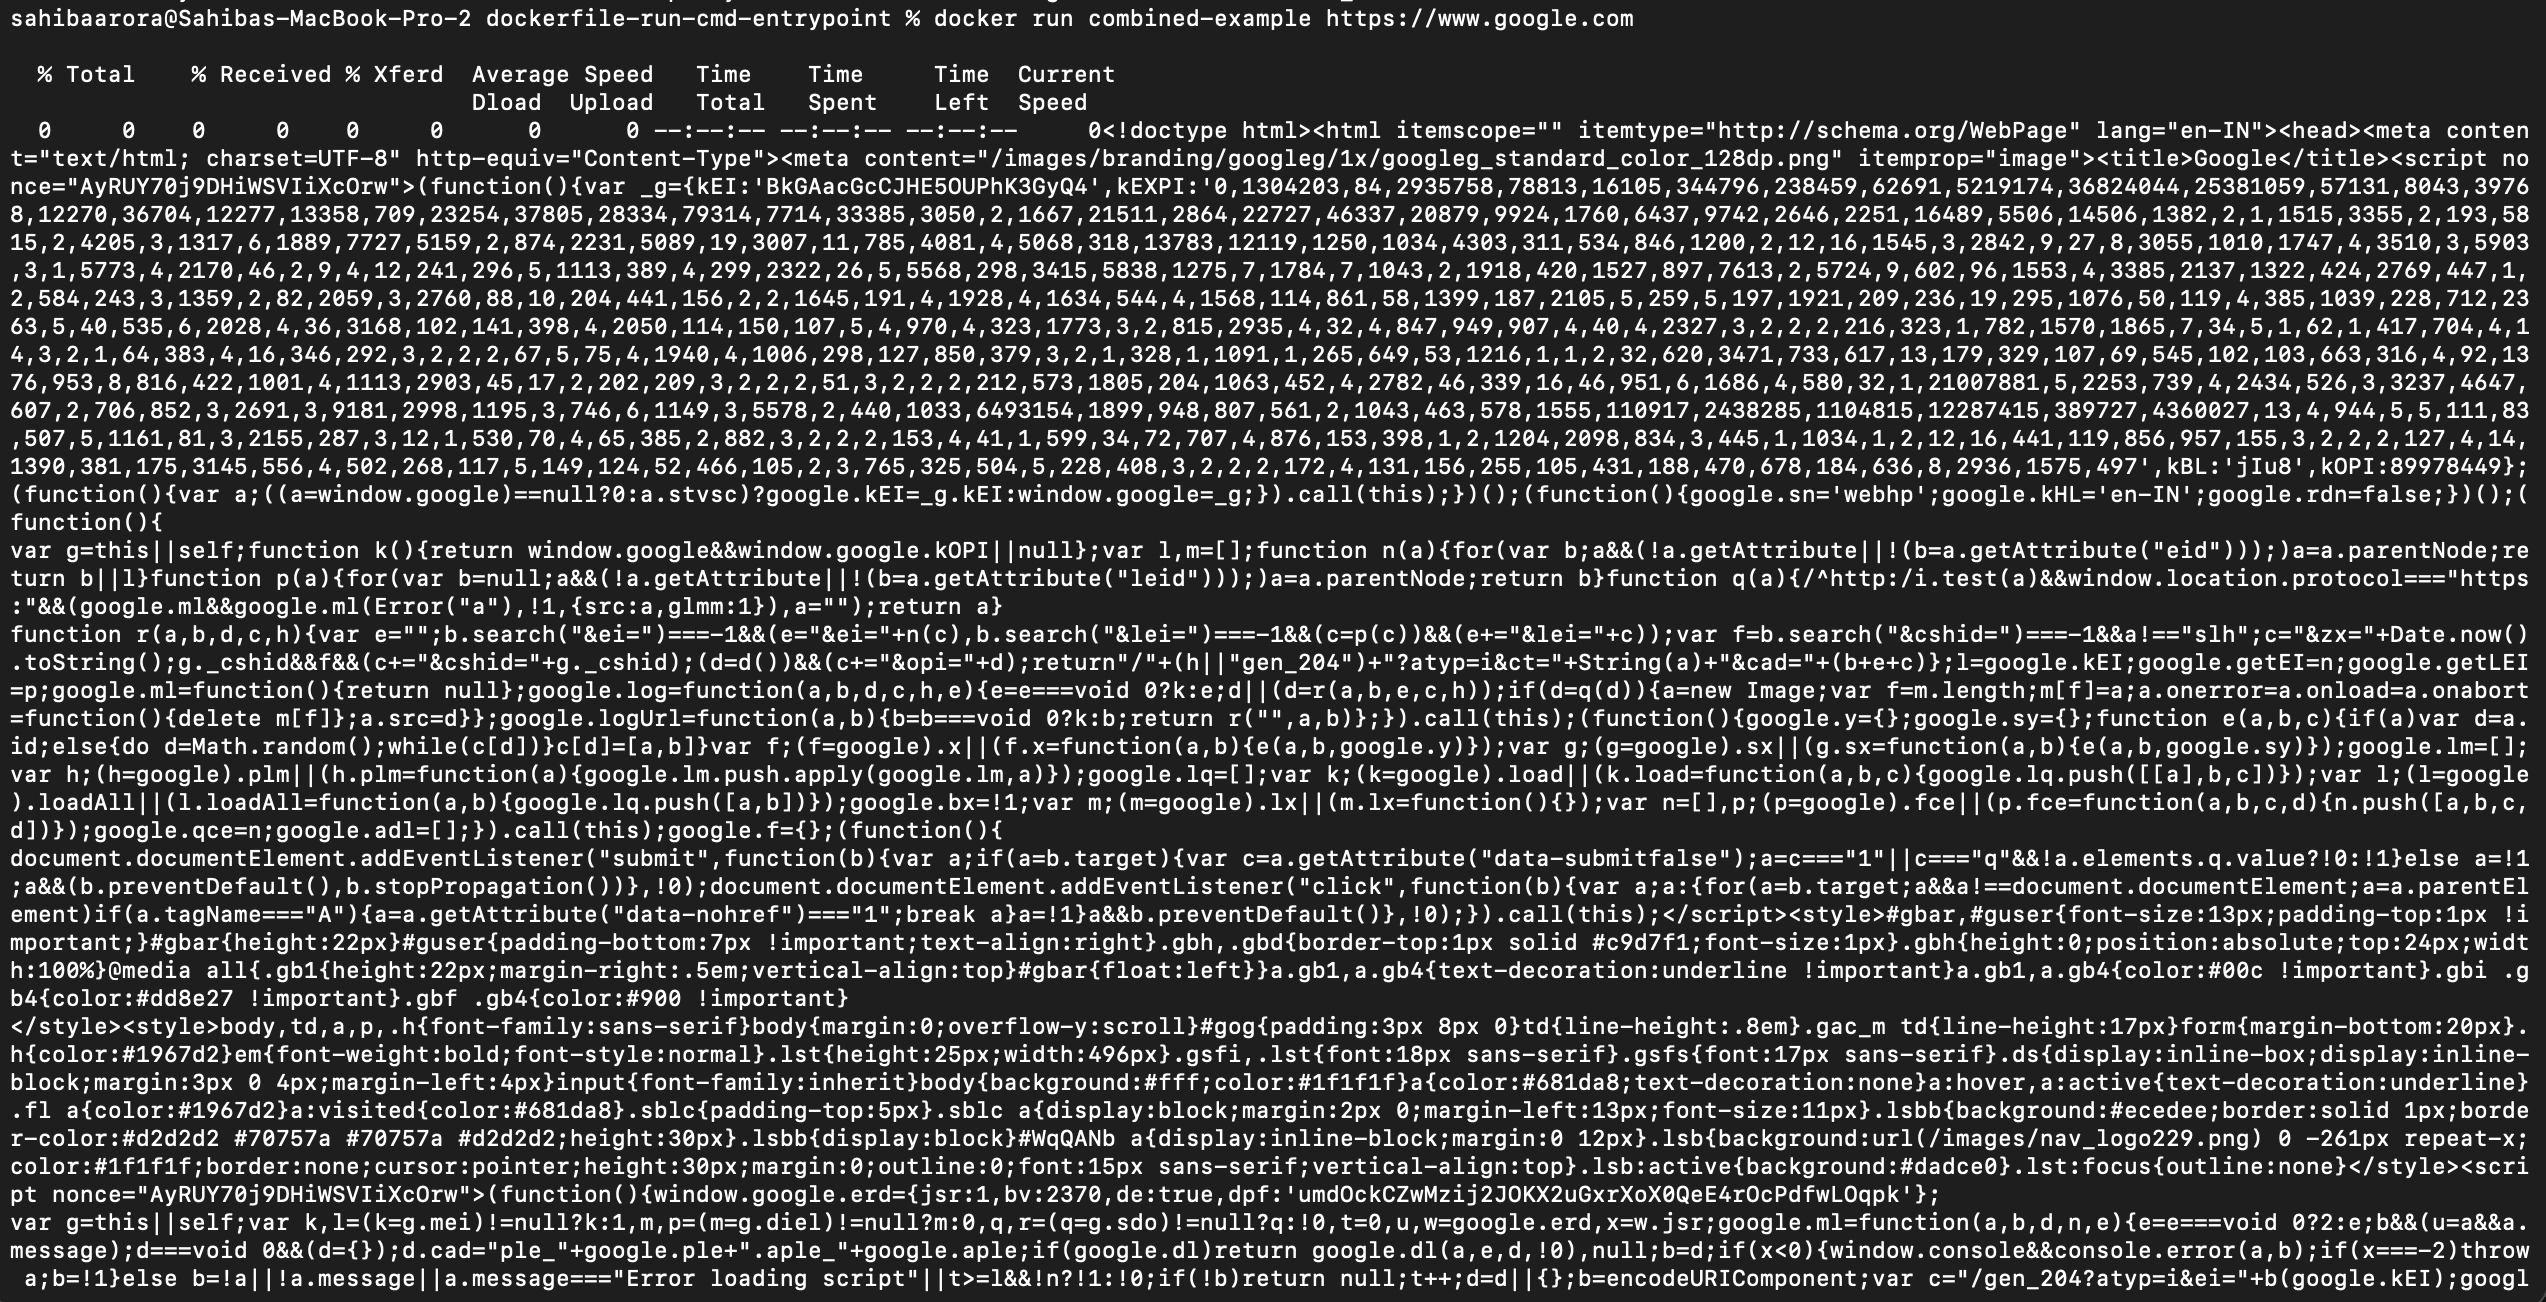 sahibaarora@Sahibas-MacBook-Pro-2 dockerfile-run-cmd-entrypoint % docker run combined-example https://www.google.com
% Total    % Received % Xferd  Average Speed   Time    Time     Time  Current
Dload  Upload   Total   Spent    Left  Speed
0     0    0     0    0     0      0      0 --:--:-- --:--:-- --:--:--     0<!doctype html><html itemscope="" itemtype="http://schema.org/WebPage" lang="en-IN"><head><meta conten
t="text/html; charset=UTF-8" http-equiv="Content-Type"><meta content="/images/branding/googleg/1x/googleg_standard_color_128dp.png" itemprop="image"><title>Google</title><script no
nce="AyRUY70j9DHiWSVIiXcOrw">(function(){var _g={kEI:'BkGAacGcCJHE5OUPhK3GyQ4',kEXPI:'0,1304203,84,2935758,78813,16105,344796,238459,62691,5219174,36824044,25381059,57131,8043,3976
8,12270,36704,12277,13358,709,23254,37805,28334,79314,7714,33385,3050,2,1667,21511,2864,22727,46337,20879,9924,1760,6437,9742,2646,2251,16489,5506,14506,1382,2,1,1515,3355,2,193,58
15,2,4205,3,1317,6,1889,7727,5159,2,874,2231,5089,19,3007,11,785,4081,4,5068,318,13783,12119,1250,1034,4303,311,534,846,1200,2,12,16,1545,3,2842,9,27,8,3055,1010,1747,4,3510,3,5903
,3,1,5773,4,2170,46,2,9,4,12,241,296,5,1113,389,4,299,2322,26,5,5568,298,3415,5838,1275,7,1784,7,1043,2,1918,420,1527,897,7613,2,5724,9,602,96,1553,4,3385,2137,1322,424,2769,447,1,
2,584,243,3,1359,2,82,2059,3,2760,88,10,204,441,156,2,2,1645,191,4,1928,4,1634,544,4,1568,114,861,58,1399,187,2105,5,259,5,197,1921,209,236,19,295,1076,50,119,4,385,1039,228,712,23
63,5,40,535,6,2028,4,36,3168,102,141,398,4,2050,114,150,107,5,4,970,4,323,1773,3,2,815,2935,4,32,4,847,949,907,4,40,4,2327,3,2,2,2,216,323,1,782,1570,1865,7,34,5,1,62,1,417,704,4,1
4,3,2,1,64,383,4,16,346,292,3,2,2,2,67,5,75,4,1940,4,1006,298,127,850,379,3,2,1,328,1,1091,1,265,649,53,1216,1,1,2,32,620,3471,733,617,13,179,329,107,69,545,102,103,663,316,4,92,13
76,953,8,816,422,1001,4,1113,2903,45,17,2,202,209,3,2,2,2,51,3,2,2,2,212,573,1805,204,1063,452,4,2782,46,339,16,46,951,6,1686,4,580,32,1,21007881,5,2253,739,4,2434,526,3,3237,4647,
607,2,706,852,3,2691,3,9181,2998,1195,3,746,6,1149,3,5578,2,440,1033,6493154,1899,948,807,561,2,1043,463,578,1555,110917,2438285,1104815,12287415,389727,4360027,13,4,944,5,5,111,83
,507,5,1161,81,3,2155,287,3,12,1,530,70,4,65,385,2,882,3,2,2,2,153,4,41,1,599,34,72,707,4,876,153,398,1,2,1204,2098,834,3,445,1,1034,1,2,12,16,441,119,856,957,155,3,2,2,2,127,4,14,
1390,381,175,3145,556,4,502,268,117,5,149,124,52,466,105,2,3,765,325,504,5,228,408,3,2,2,2,172,4,131,156,255,105,431,188,470,678,184,636,8,2936,1575,497',kBL:'jIu8',kOPI:89978449};
(function(){var a;((a=window.google)==null?0:a.stvsc)?google.kEI=_g.kEI:window.google=_g;}).call(this);})();(function(){google.sn='webhp';google.kHL='en-IN';google.rdn=false;})();(
function(){
var g=this||self;function k(){return window.google&&window.google.kOPI||null};var l,m=[];function n(a){for(var b;a&&(!a.getAttribute||!(b=a.getAttribute("eid")));)a=a.parentNode;re
turn b||l}function p(a){for(var b=null;a&&(!a.getAttribute||!(b=a.getAttribute("leid")));)a=a.parentNode;return b}function q(a){/^http:/i.test(a)&&window.location.protocol==="https
:"&&(google.ml&&google.ml(Error("a"),!1,{src:a,glmm:1}),a="");return a}
function r(a,b,d,c,h){var e="";b.search("&ei=")===-1&&(e="&ei="+n(c),b.search("&lei=")===-1&&(c=p(c))&&(e+="&lei="+c));var f=b.search("&cshid=")===-1&&a!=="slh";c="&zx="+Date.now()
.toString();g._cshid&&f&&(c+="&cshid="+g._cshid);(d=d())&&(c+="&opi="+d);return"/"+(h||"gen_204")+"?atyp=i&ct="+String(a)+"&cad="+(b+e+c)};l=google.kEI;google.getEI=n;google.getLEI
=p;google.ml=function(){return null};google.log=function(a,b,d,c,h,e){e=e===void 0?k:e;d||(d=r(a,b,e,c,h));if(d=q(d)){a=new Image;var f=m.length;m[f]=a;a.onerror=a.onload=a.onabort
=function(){delete m[f]};a.src=d}};google.logUrl=function(a,b){b=b===void 0?k:b;return r("",a,b)};}).call(this);(function(){google.y={};google.sy={};function e(a,b,c){if(a)var d=a.
id;else{do d=Math.random();while(c[d])}c[d]=[a,b]}var f;(f=google).x||(f.x=function(a,b){e(a,b,google.y)});var g;(g=google).sx||(g.sx=function(a,b){e(a,b,google.sy)});google.lm=[];
var h;(h=google).plm||(h.plm=function(a){google.lm.push.apply(google.lm,a)});google.lq=[];var k;(k=google).load||(k.load=function(a,b,c){google.lq.push([[a],b,c])});var l;(l=google
).loadAll||(l.loadAll=function(a,b){google.lq.push([a,b])});google.bx=!1;var m;(m=google).lx||(m.lx=function(){});var n=[],p;(p=google).fce||(p.fce=function(a,b,c,d){n.push([a,b,c,
d])});google.qce=n;google.adl=[];}).call(this);google.f={};(function(){
document.documentElement.addEventListener("submit",function(b){var a;if(a=b.target){var c=a.getAttribute("data-submitfalse");a=c==="1"||c==="q"&&!a.elements.q.value?!0:!1}else a=!1
;a&&(b.preventDefault(),b.stopPropagation())},!0);document.documentElement.addEventListener("click",function(b){var a;a:{for(a=b.target;a&&a!==document.documentElement;a=a.parentEl
ement)if(a.tagName==="A"){a=a.getAttribute("data-nohref")==="1";break a}a=!1}a&&b.preventDefault()},!0);}).call(this);</script><style>#gbar,#guser{font-size:13px;padding-top:1px !i
mportant;}#gbar{height:22px}#guser{padding-bottom:7px !important;text-align:right}.gbh,.gbd{border-top:1px solid #c9d7f1;font-size:1px}.gbh{height:0;position:absolute;top:24px;widt
h:100%}@media all{.gb1{height:22px;margin-right:.5em;vertical-align:top}#gbar{float:left}}a.gb1,a.gb4{text-decoration:underline !important}a.gb1,a.gb4{color:#00c !important}.gbi .g
b4{color:#dd8e27 !important}.gbf .gb4{color:#900 !important}
</style><style>body,td,a,p,.h{font-family:sans-serif}body{margin:0;overflow-y:scroll}#gog{padding:3px 8px 0}td{line-height:.8em}.gac_m td{line-height:17px}form{margin-bottom:20px}.
h{color:#1967d2}em{font-weight:bold;font-style:normal}.lst{height:25px;width:496px}.gsfi,.lst{font:18px sans-serif}.gsfs{font:17px sans-serif}.ds{display:inline-box;display:inline-
block;margin:3px 0 4px;margin-left:4px}input{font-family:inherit}body{background:#fff;color:#1f1f1f}a{color:#681da8;text-decoration:none}a:hover,a:active{text-decoration:underline}
.fl a{color:#1967d2}a:visited{color:#681da8}.sblc{padding-top:5px}.sblc a{display:block;margin:2px 0;margin-left:13px;font-size:11px}.lsbb{background:#ecedee;border:solid 1px;borde
r-color:#d2d2d2 #70757a #70757a #d2d2d2;height:30px}.lsbb{display:block}#WqQANb a{display:inline-block;margin:0 12px}.lsb{background:url(/images/nav_logo229.png) 0 -261px repeat-x;
color:#1f1f1f;border:none;cursor:pointer;height:30px;margin:0;outline:0;font:15px sans-serif;vertical-align:top}.lsb:active{background:#dadce0}.lst:focus{outline:none}</style><scri
pt nonce="AyRUY70j9DHiWSVIiXcOrw">(function(){window.google.erd={jsr:1,bv:2370,de:true,dpf:'umdOckCZwMzij2JOKX2uGxrXoX0QeE4rOcPdfwLOqpk'};
var g=this||self;var k,l=(k=g.mei)!=null?k:1,m,p=(m=g.diel)!=null?m:0,q,r=(q=g.sdo)!=null?q:!0,t=0,u,w=google.erd,x=w.jsr;google.ml=function(a,b,d,n,e){e=e===void 0?2:e;b&&(u=a&&a.
message);d===void 0&&(d={});d.cad="ple_"+google.ple+".aple_"+google.aple;if(google.dl)return google.dl(a,e,d,!0),null;b=d;if(x<0){window.console&&console.error(a,b);if(x===-2)throw
a;b=!1}else b=!a||!a.message||a.message==="Error loading script"||t>=l&&!n?!1:!0;if(!b)return null;t++;d=d||{};b=encodeURIComponent;var c="/gen_204?atyp=i&ei="+b(google.kEI);googl